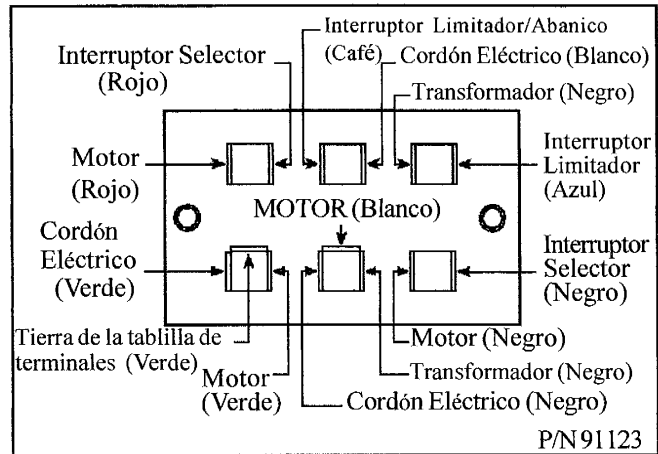 Interruptor Limitador/Abanico
(Café)
Interruptor Selector
(Rojo)
Cordón Eléctrico (Blanco)
Transformador (Negro)
Motor
(Rojo)
Interruptor
Limitador
(Azul)
MOTOR (Blanco)
Cordón
Eléctrico
(Verde)
Interruptor
Selector
(Negro)
Tierra de la tablilla de
terminales (Verde)
Motor
(Verde)
Motor (Negro)
Transformador (Negro)
Cordón Eléctrico (Negro)
P/N 91123